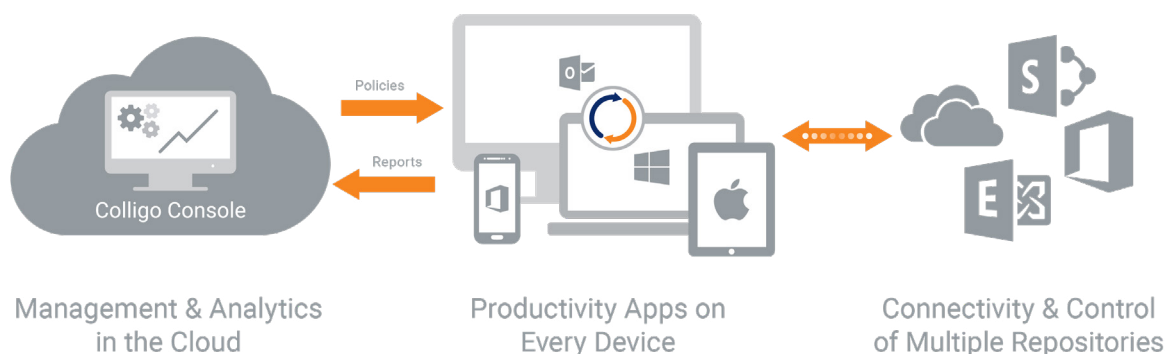 Policies
Reports
Colligo Console
O
S
E
Management & Analytics
in the Cloud
Productivity Apps on
Every Device
Connectivity & Control
of Multiple Repositories